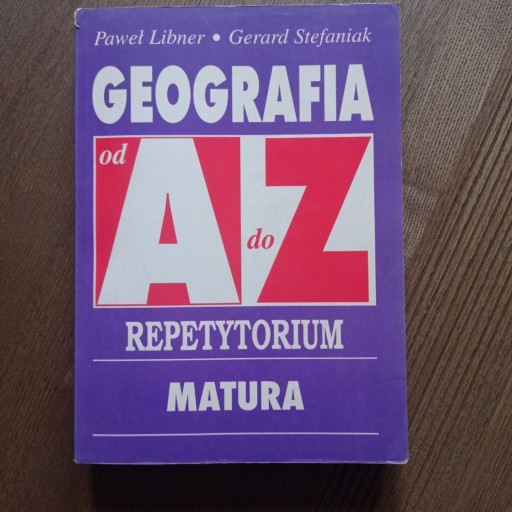 Paweł Libner • Gerard Stefaniak
GEOGRAFIA
od A do Z
REPETYTORIUM
MATURA